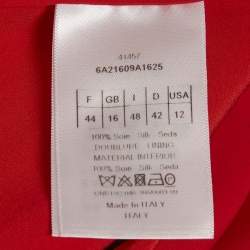 41457
6A21609A1625
F GB I D USA
44 16 48 42 12
100% Soie - Silk - Seda
DOUBLURE LINING
MATERIAL INTERIOR
100% Soie - Silk - Seda
Made in ITALY
ITALY